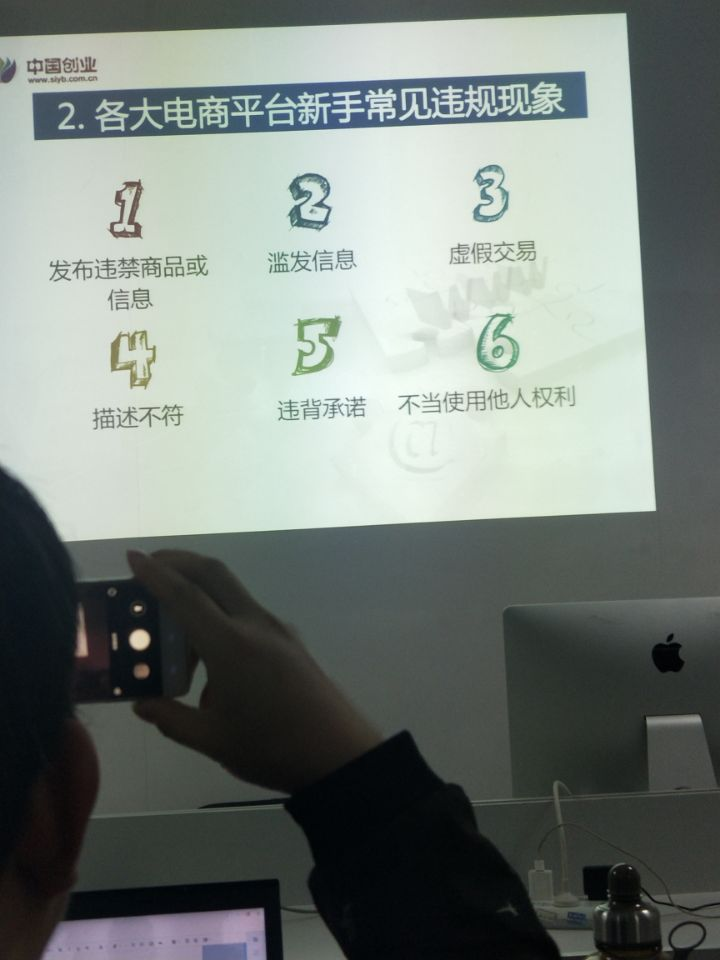 中国创业
www.siyb.com.cn
2. 各大电商平台新手常见违规现象
1
2
3
发布违禁商品或
信息
滥发信息
虚假交易
4
5
6
描述不符
违背承诺
不当使用他人权利
www
@